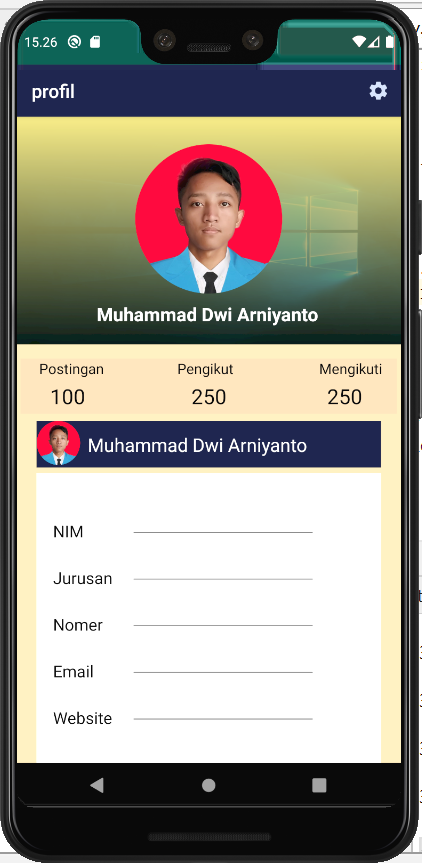 15.26
profil
Muhammad Dwi Arniyanto
Postingan Pengikut Mengikuti
100 250 250
Muhammad Dwi Arniyanto
NIM
Jurusan
Nomer
Email
Website